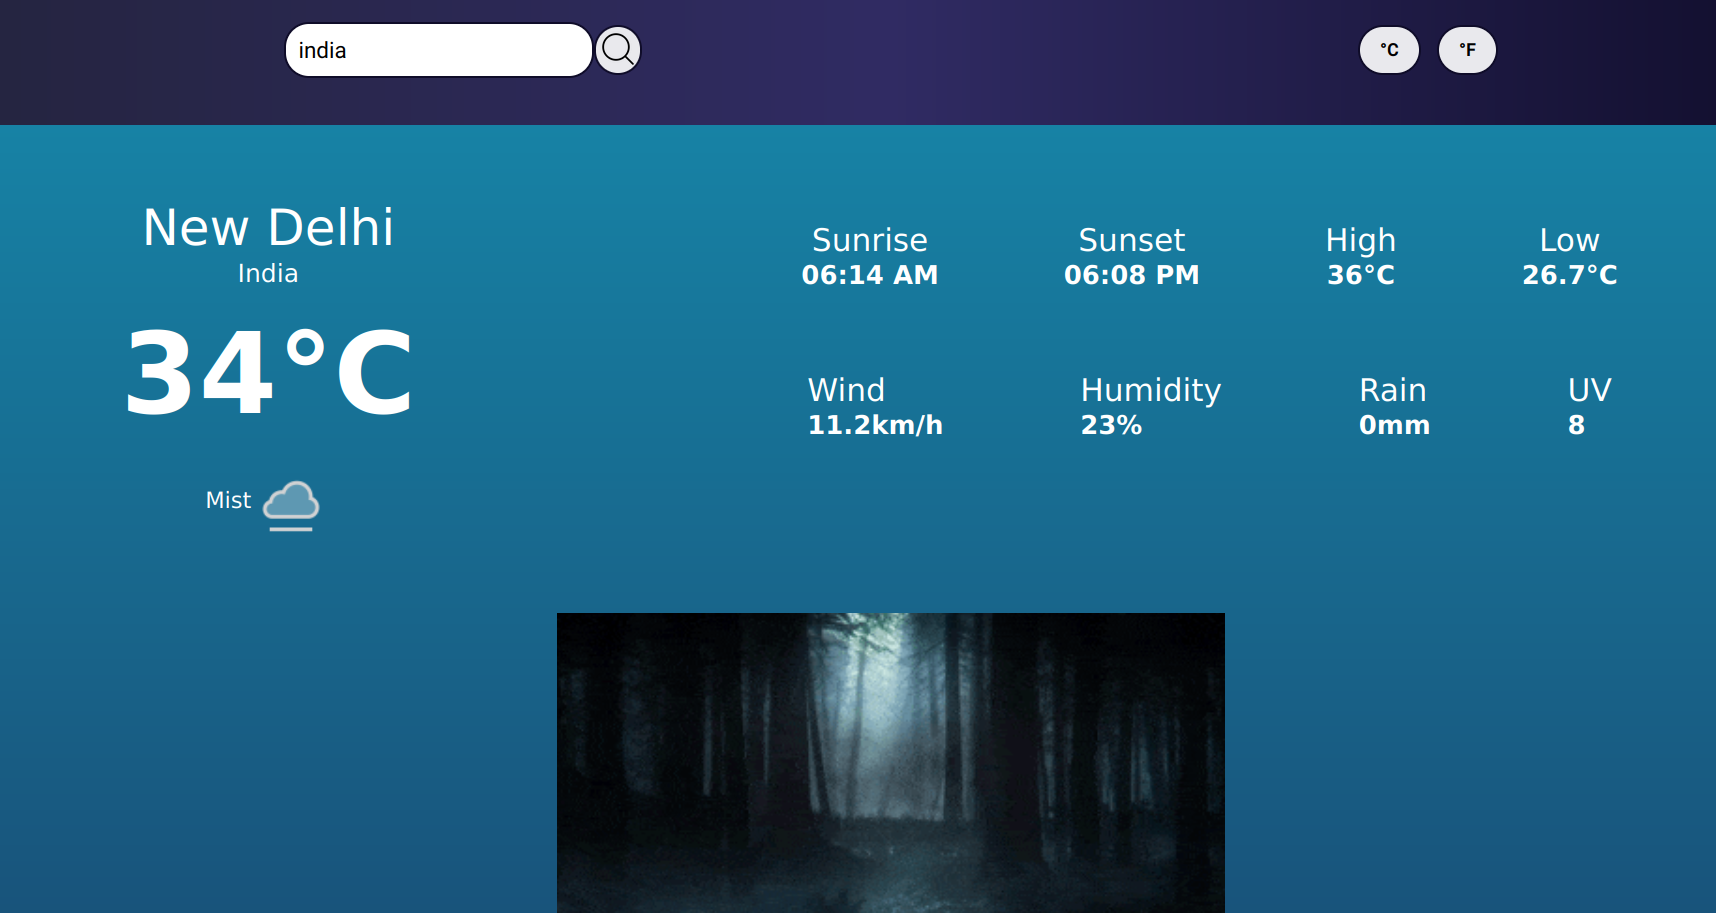 india
°C
°F
New Delhi
India
34°C
Mist
Sunrise
06:14 AM
Sunset
06:08 PM
High
36°C
Low
26.7°C
Wind
11.2km/h
Humidity
23%
Rain
0mm
UV
8